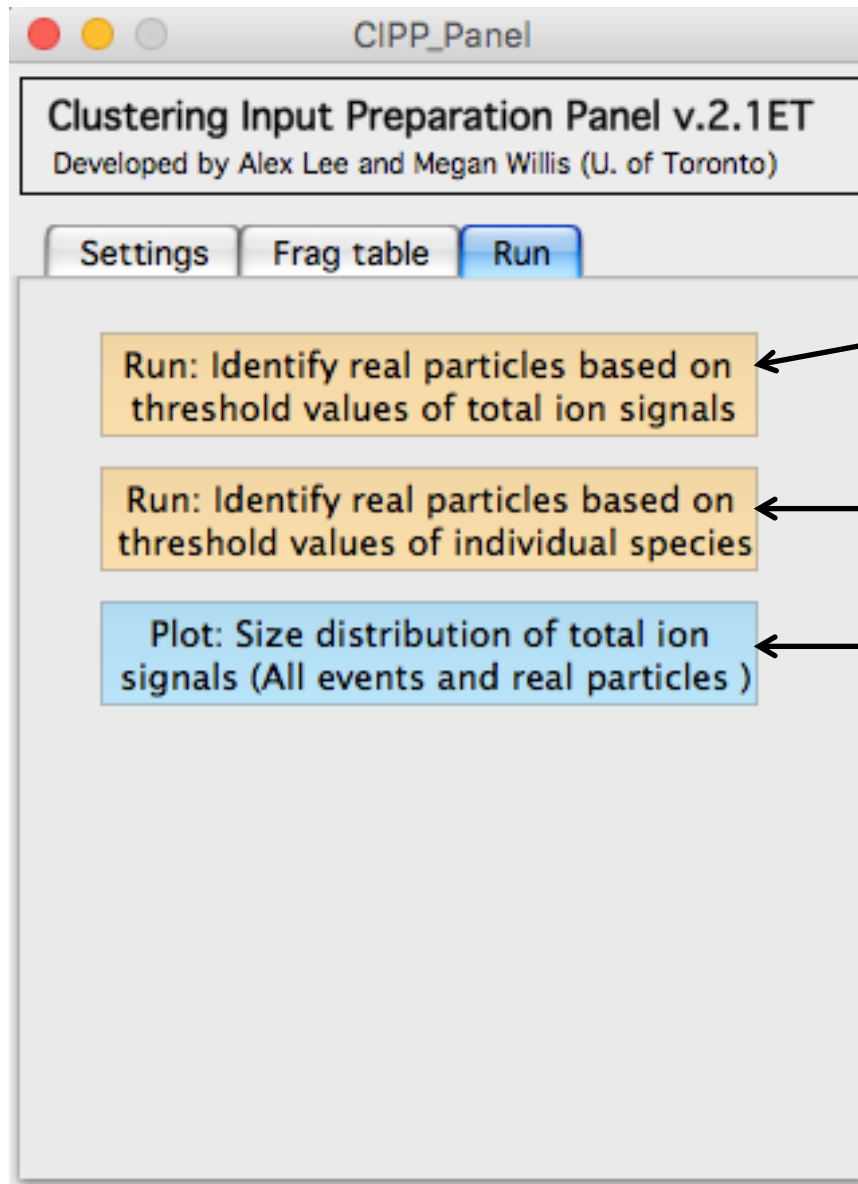 CIPP_Panel
Clustering Input Preparation Panel v.2.1ET
Developed by Alex Lee and Megan Willis (U. of Toronto)
Settings Frag table Run
Run: Identify real particles based on
threshold values of total ion signals
Run: Identify real particles based on
threshold values of individual species
Plot: Size distribution of total ion
signals (All events and real particles )